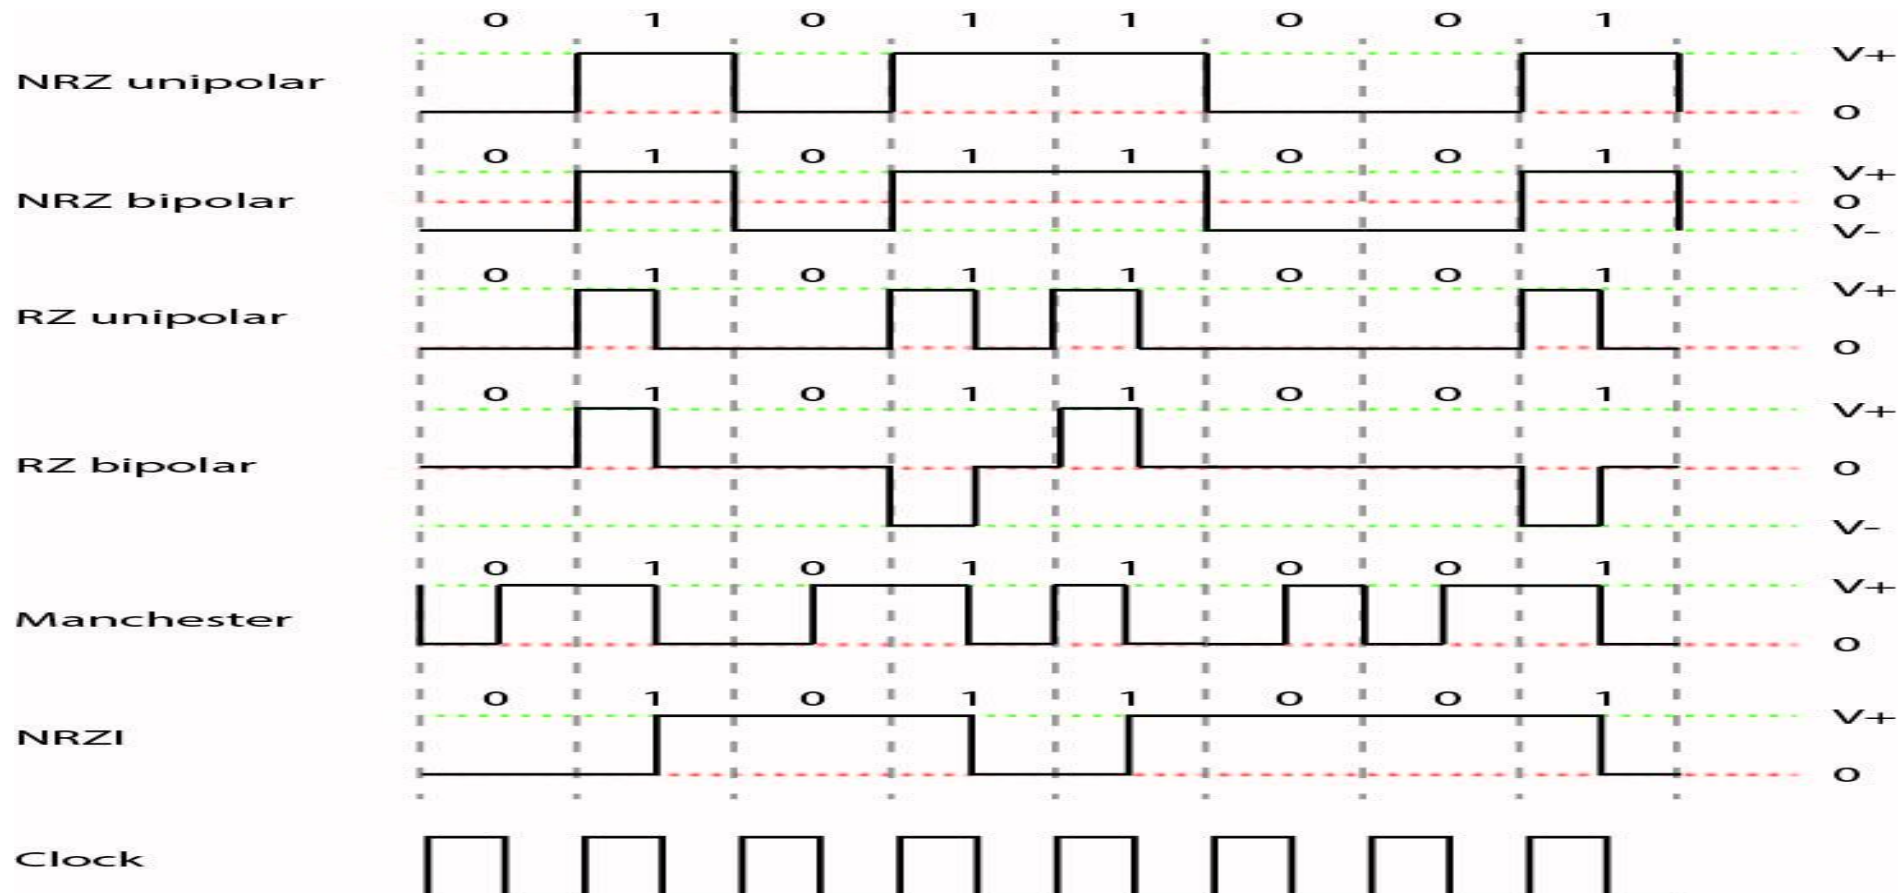 0 1 0 1 1 0 0 1
V+
NRZ unipolar
0
0 1 0 1 1 0 0 1
V+
NRZ bipolar 0
V-
0 1 0 1 1 0 0 1
V+
RZ unipolar
0
0 1 0 1 1 0 0 1
V+
RZ bipolar 0
V-
0 1 0 1 1 0 0 1
V+
Manchester
0
0 1 0 1 1 0 0 1
V+
NRZI
0
Clock